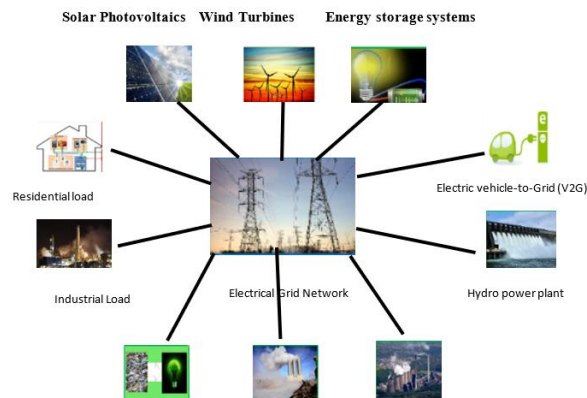 Solar Photovoltaics Wind Turbines Energy storage systems
Residential load
Electric vehicle-to-Grid (V2G)
Industrial Load
Electrical Grid Network
Hydro power plant